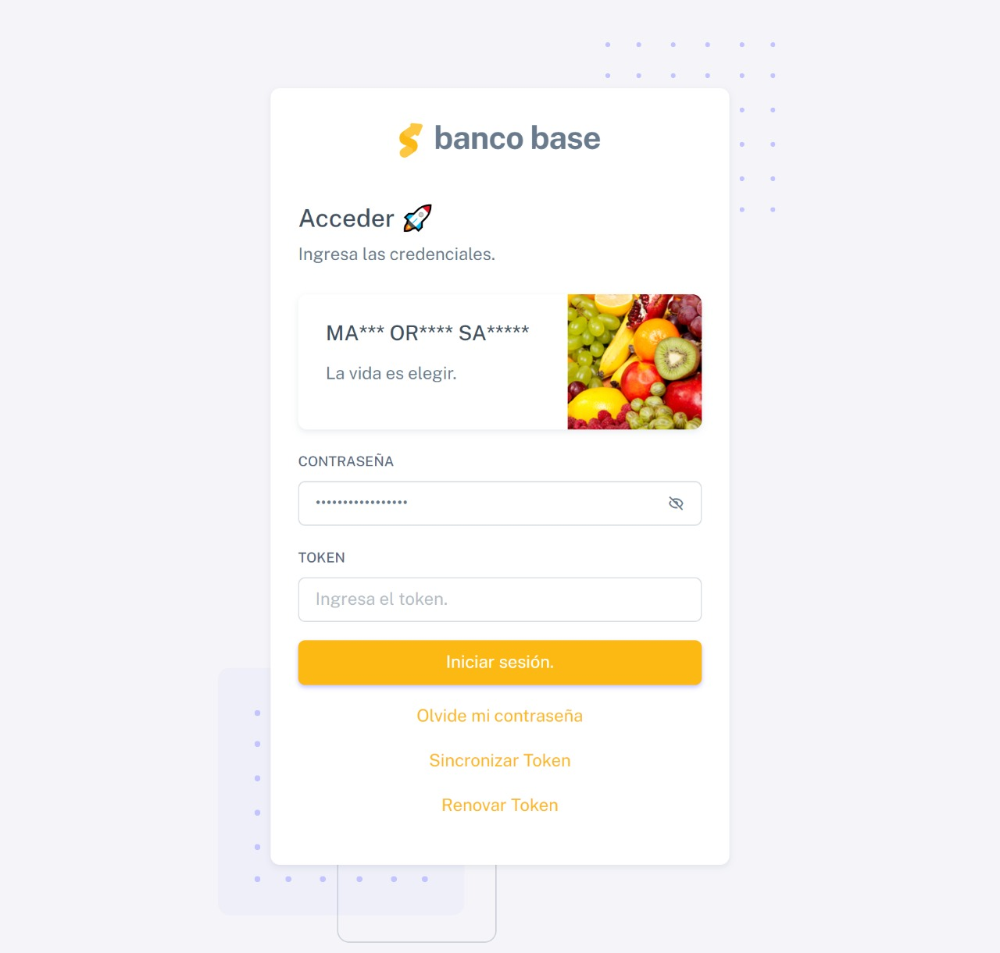 banco base
Acceder 🚀
Ingresa las credenciales.
MA*** OR**** SA*****
La vida es elegir.
CONTRASEÑA
•••••••••••••••••
TOKEN
Ingresa el token.
Iniciar sesión.
Olvide mi contraseña
Sincronizar Token
Renovar Token